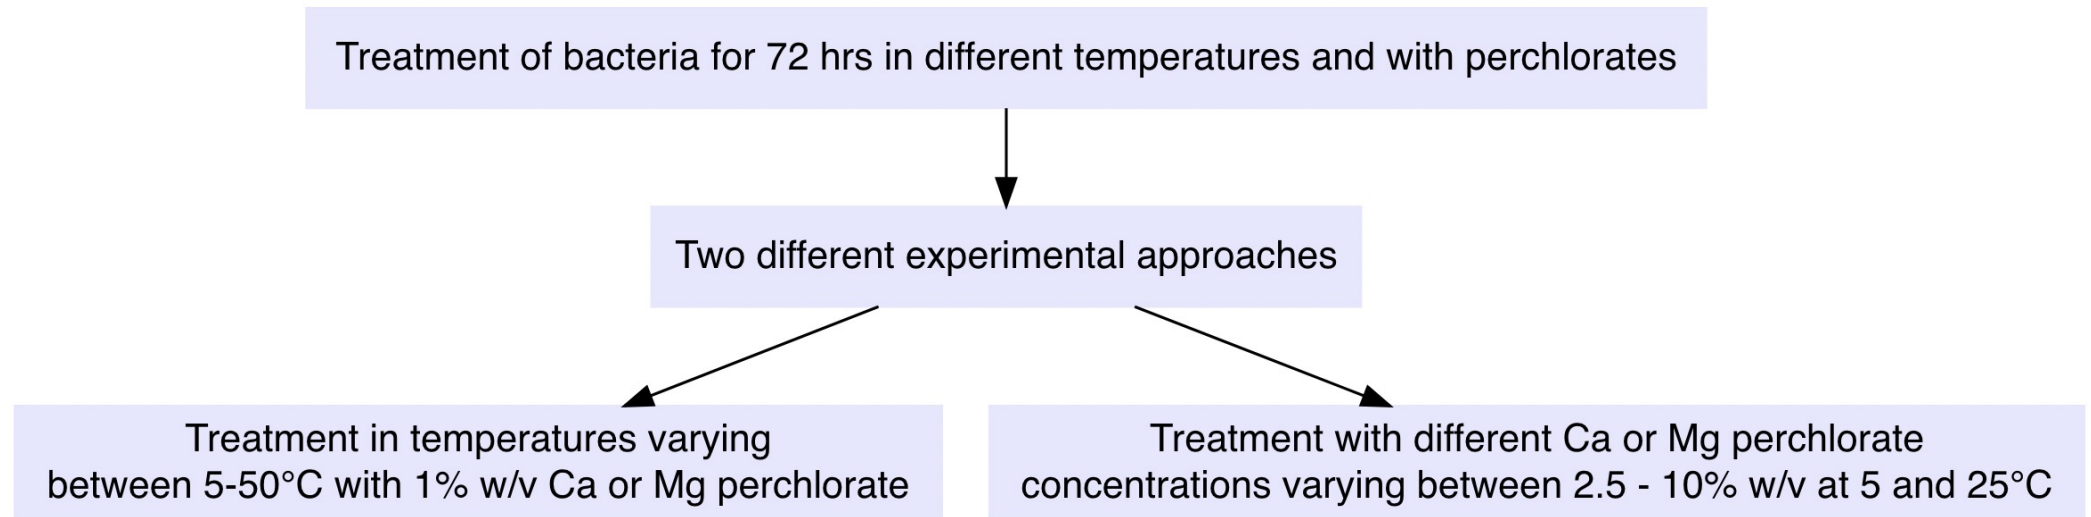 Treatment of bacteria for 72 hrs in different temperatures and with perchlorates
Two different experimental approaches
Treatment in temperatures varying
between 5-50°C with 1% w/v Ca or Mg perchlorate
Treatment with different Ca or Mg perchlorate
concentrations varying between 2.5 - 10% w/v at 5 and 25°C